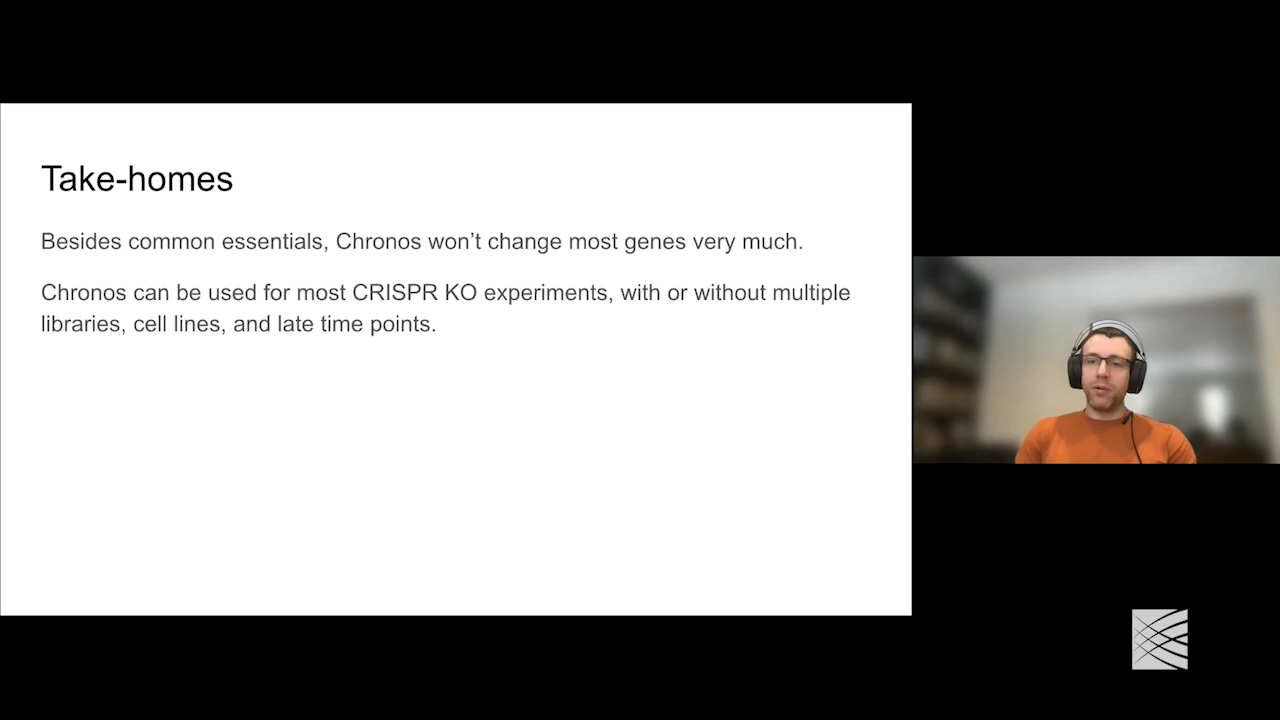 Take-homes
Besides common essentials, Chronos won’t change most genes very much.
Chronos can be used for most CRISPR KO experiments, with or without multiple
libraries, cell lines, and late time points.